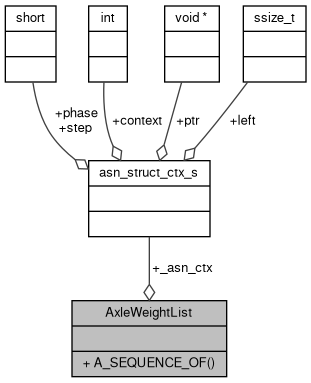 short
int
void *
ssize_t
+phase
+step
+context
+ptr
+left
asn_struct_ctx_s
+_asn_ctx
AxleWeightList
+ A_SEQUENCE_OF()